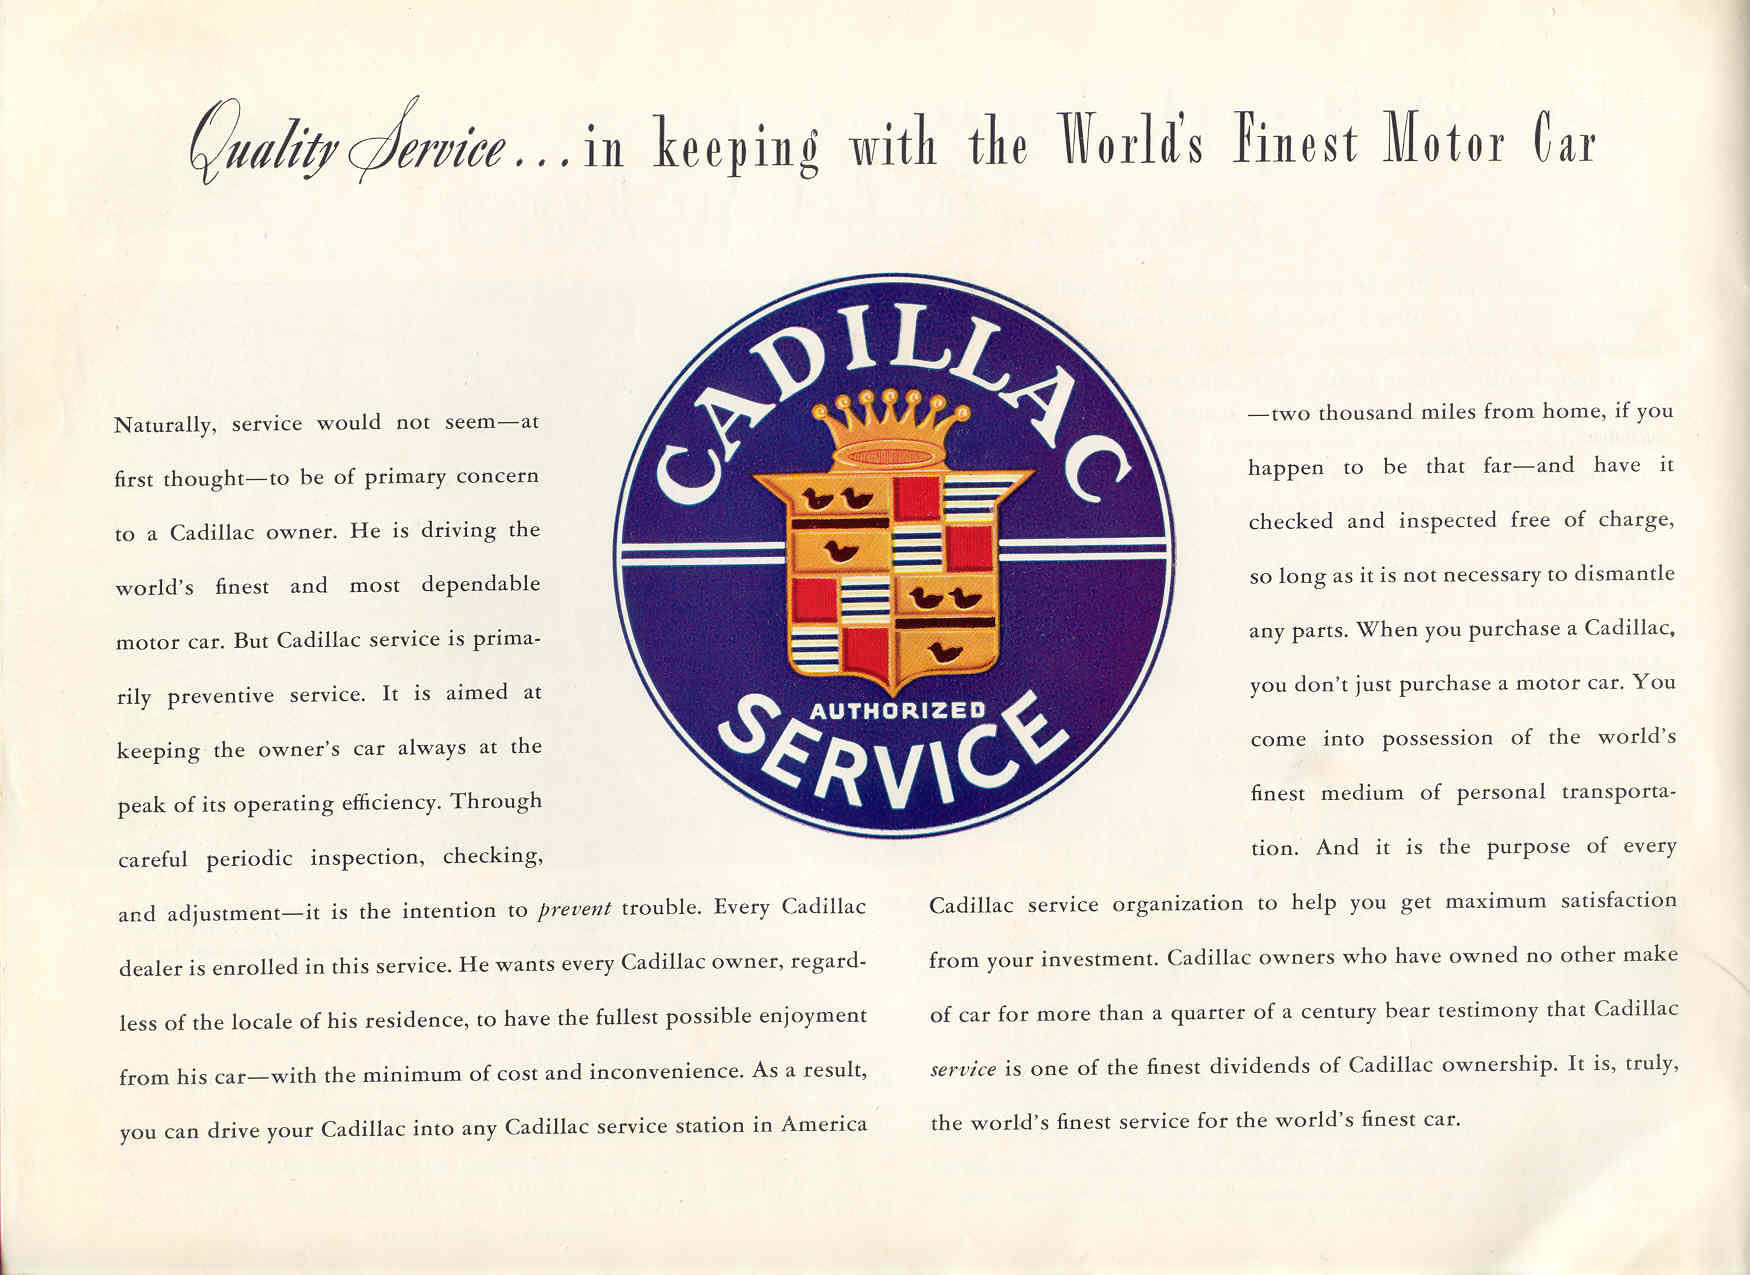 Quality Service... in keeping with the World's Finest Motor Car
CADILLAC
AUTHORIZED
SERVICE
Naturally, service would not seem—at
first thought—to be of primary concern
to a Cadillac owner. He is driving the
world's finest and most dependable
motor car. But Cadillac service is prima-
rily preventive service. It is aimed at
keeping the owner's car always at the
peak of its operating efficiency. Through
careful periodic inspection, checking,
and adjustment—it is the intention to prevent trouble. Every Cadillac
dealer is enrolled in this service. He wants every Cadillac owner, regard-
less of the locale of his residence, to have the fullest possible enjoyment
from his car—with the minimum of cost and inconvenience. As a result,
you can drive your Cadillac into any Cadillac service station in America
—two thousand miles from home, if you
happen to be that far—and have it
checked and inspected free of charge,
so long as it is not necessary to dismantle
any parts. When you purchase a Cadillac,
you don't just purchase a motor car. You
come into possession of the world's
finest medium of personal transporta-
tion. And it is the purpose of every
Cadillac service organization to help you get maximum satisfaction
from your investment. Cadillac owners who have owned no other make
of car for more than a quarter of a century bear testimony that Cadillac
service is one of the finest dividends of Cadillac ownership. It is, truly,
the world's finest service for the world's finest car.